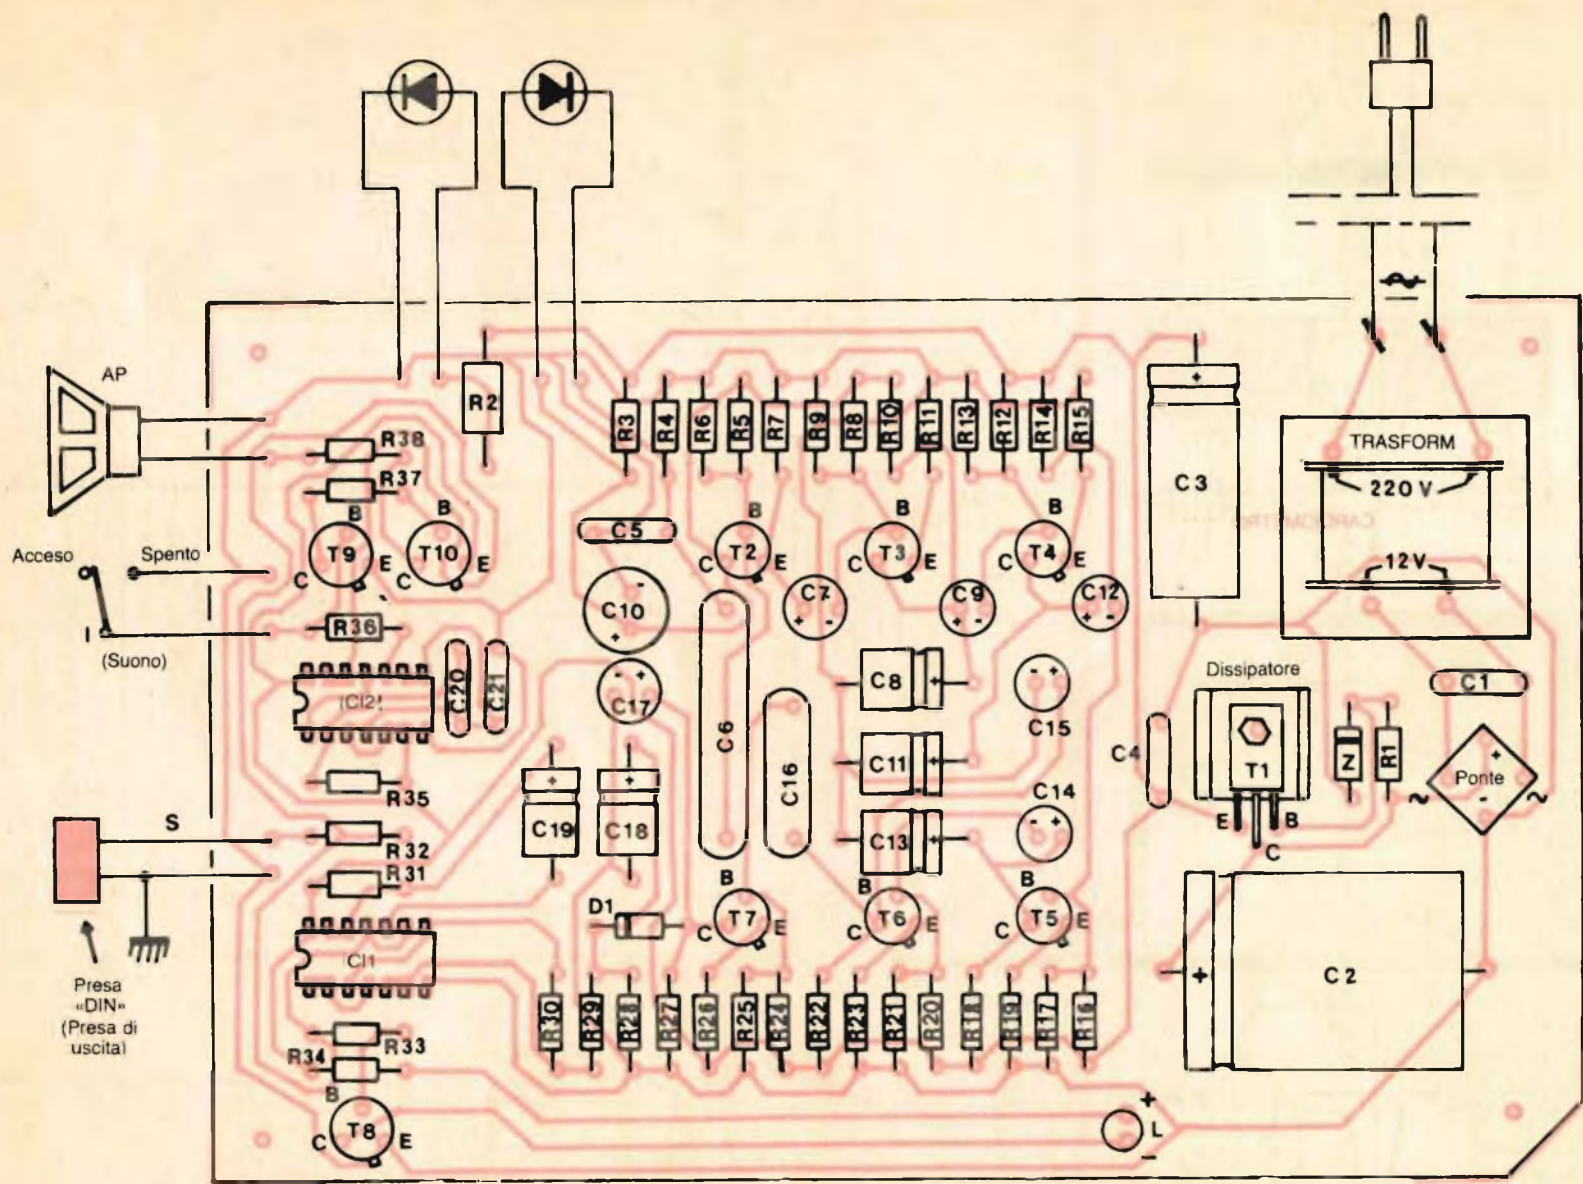 AP
R38
R37
R2
R3
R4
R6
R5
R7
R9
R8
R10
R11
R13
R12
R14
R15
C3
TRASFORM
220 V
12V
B
T9
C
E
B
T10
C
E
C5
B
T2
C
E
B
T3
C
E
B
T4
C
E
Acceso
Spento
I
(Suono)
R36
C10
-
+
C7
+ -
C9
+ -
C12
+ -
CI2
C20
C21
C17
- +
C6
C16
C8
+
C15
- +
C11
+
C14
- +
C13
+
Dissipatore
C4
T1
E
B
C
Z
R1
C1
+
Ponte
-
~
~
R35
R32
R31
S
C19
+
C18
+
D1
B
T7
C
E
B
T6
C
E
B
T5
C
E
CI1
Presa
«DIN»
(Presa di
uscita)
R33
R34
R30
R29
R28
R27
R26
R25
R24
R22
R23
R21
R20
R18
R19
R17
R16
+
C2
B
T8
C
E
+
L
-